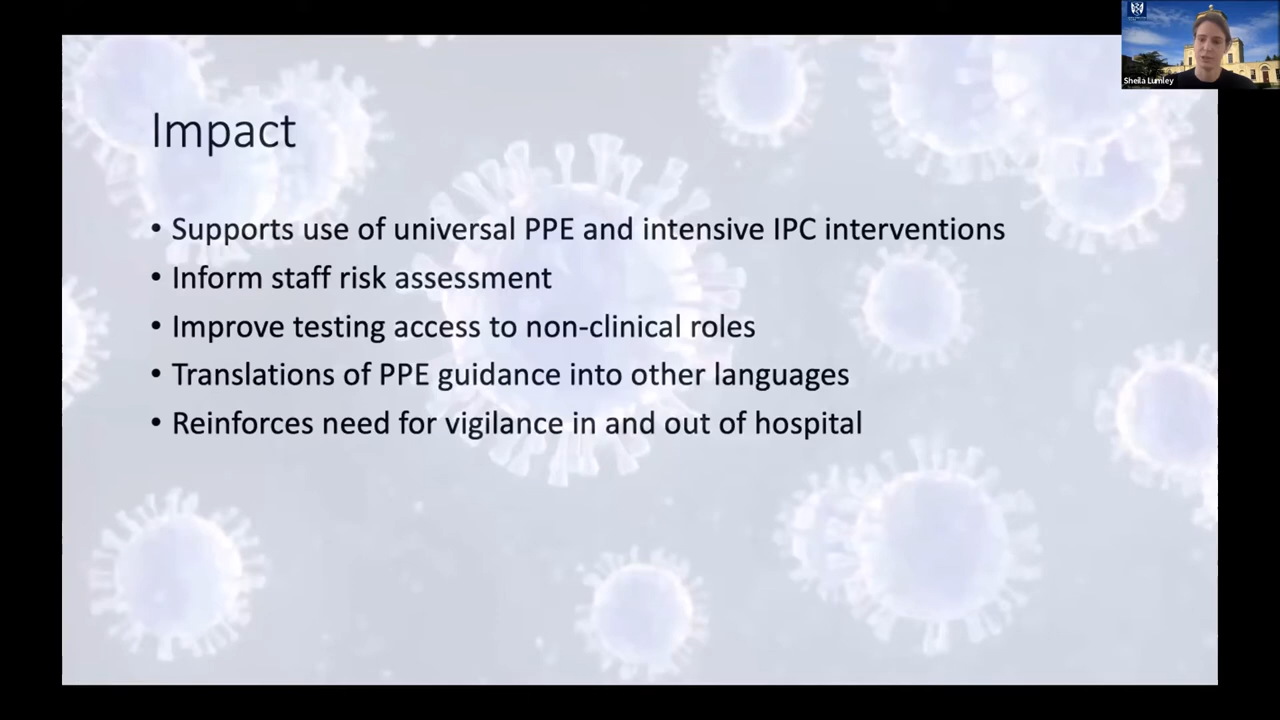 Sheila Lumley
Impact
• Supports use of universal PPE and intensive IPC interventions
• Inform staff risk assessment
• Improve testing access to non-clinical roles
• Translations of PPE guidance into other languages
• Reinforces need for vigilance in and out of hospital